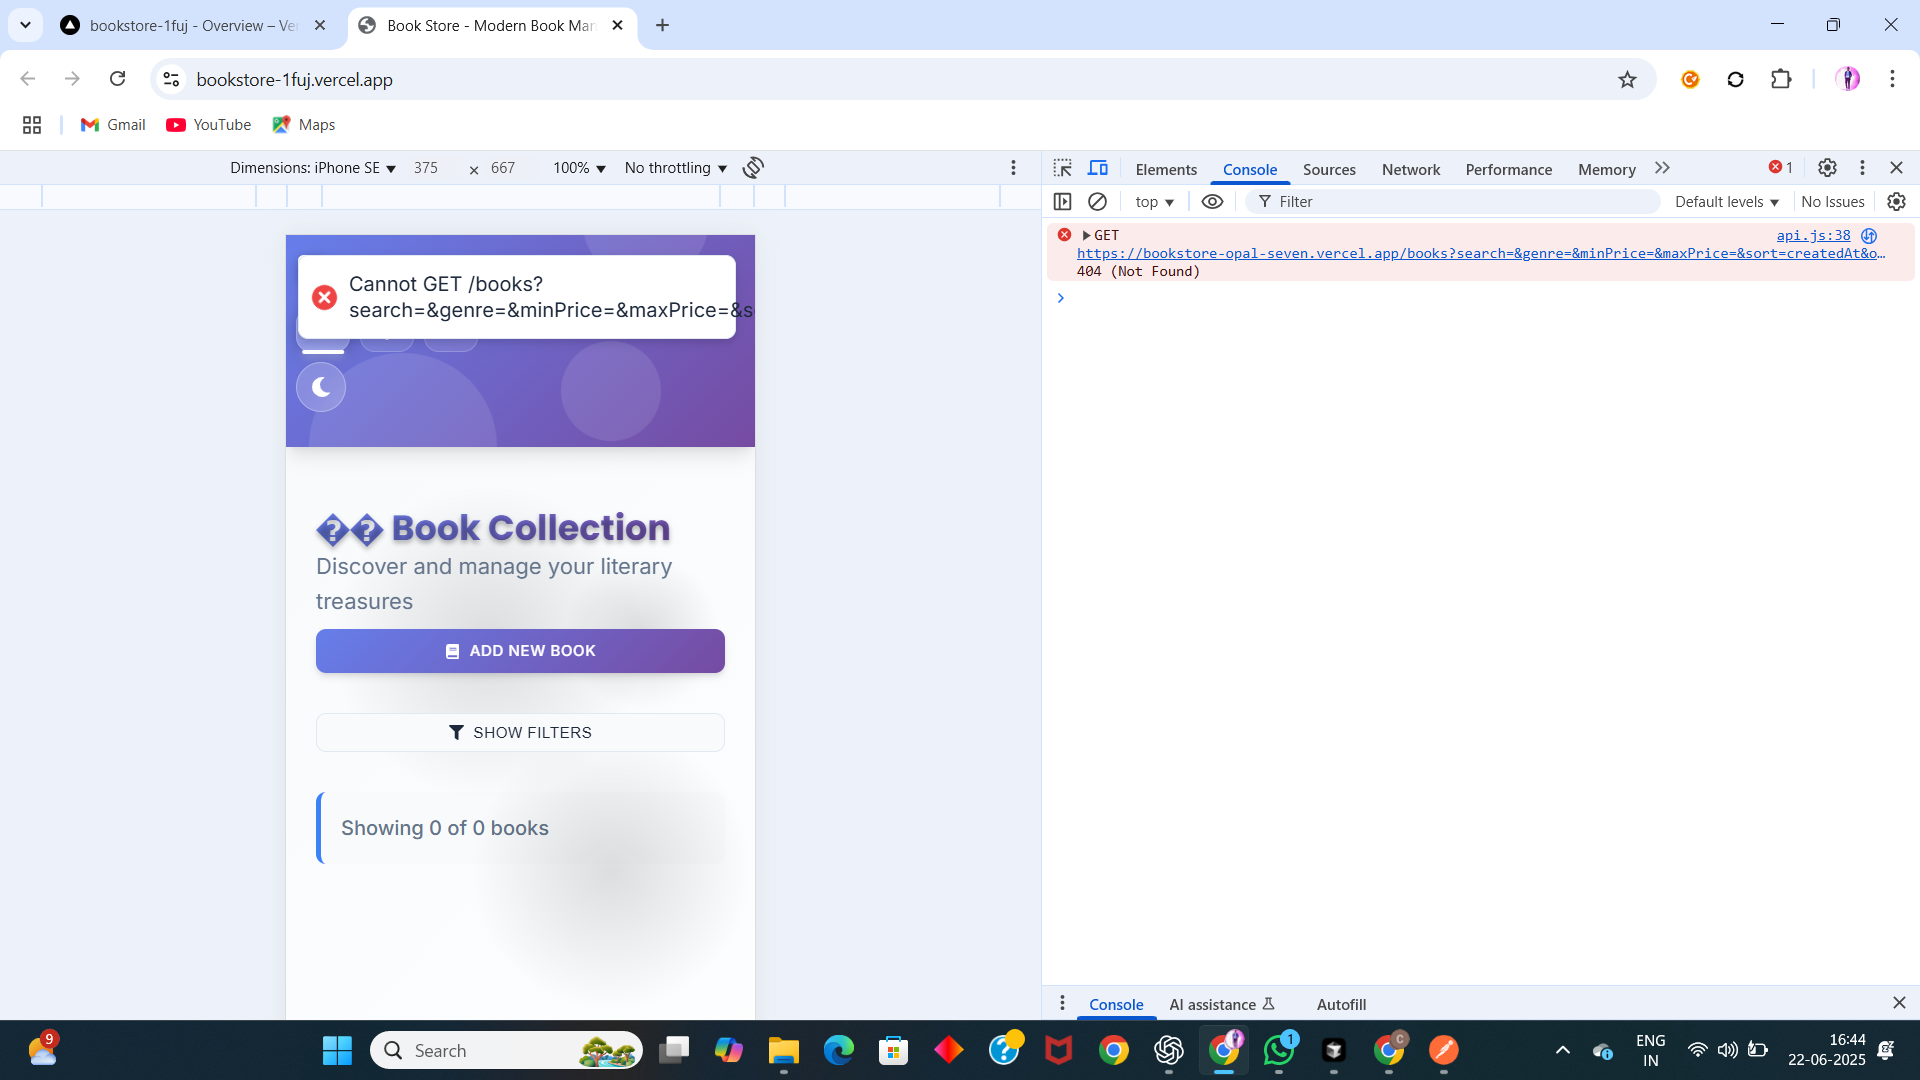 bookstore-1fuj - Overview – Ve
Book Store - Modern Book Man
bookstore-1fuj.vercel.app
Gmail
YouTube
Maps
Dimensions: iPhone SE
375
x
667
100%
No throttling
Elements
Console
Sources
Network
Performance
Memory
1
top
Filter
Default levels
No Issues
GET
api.js:38
https://bookstore-opal-seven.vercel.app/books?search=&genre=&minPrice=&maxPrice=&sort=createdAt&o…
404 (Not Found)
Cannot GET /books?
search=&genre=&minPrice=&maxPrice=&s
�� Book Collection
Discover and manage your literary
treasures
ADD NEW BOOK
SHOW FILTERS
Showing 0 of 0 books
Console
AI assistance
Autofill
9
Search
1
C
ENG
IN
16:44
22-06-2025